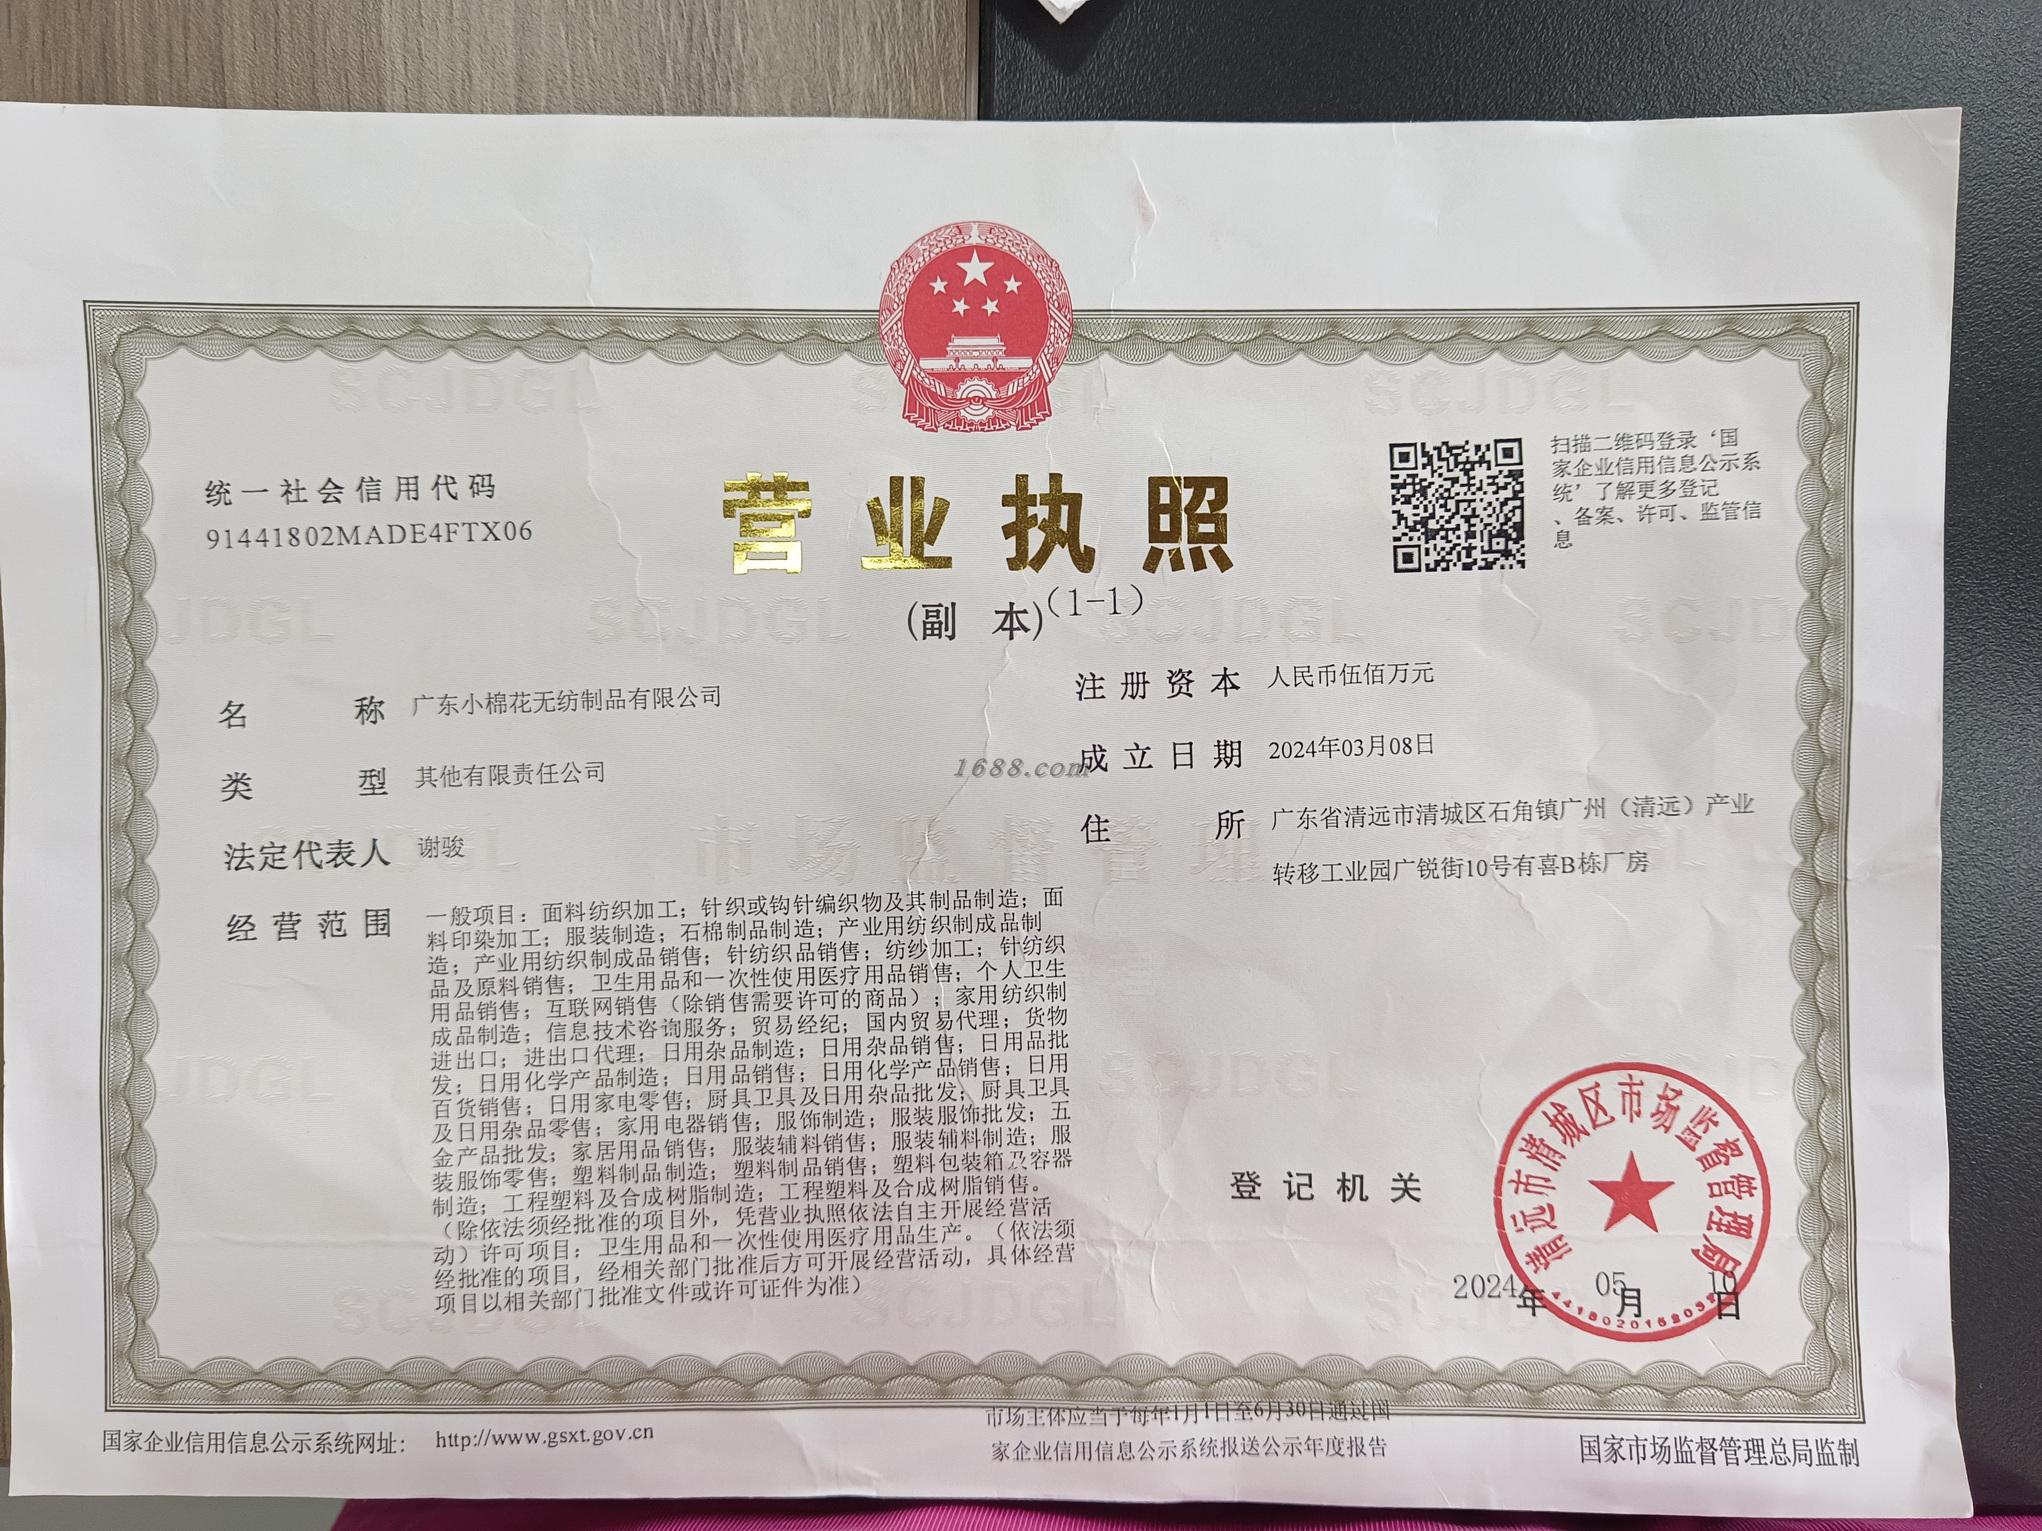 统一社会信用代码
91441802MADE4FTX06
营业执照
(副 本)(1-1)
扫描二维码登录‘国
家企业信用信息公示系
统’了解更多登记
、备案、许可、监管信
息
名 称 广东小棉花无纺制品有限公司
类 型 其他有限责任公司
法定代表人 谢骏
经营范围 一般项目：面料纺织加工；针织或钩针编织物及其制品制造；面
料印染加工；服装制造；石棉制品制造；产业用纺织制成品制
造；产业用纺织制成品销售；针纺织品销售；纺纱加工；针纺织
品及原料销售；卫生用品和一次性使用医疗用品销售；个人卫生
用品销售；互联网销售（除销售需要许可的商品）；家用纺织制
成品制造；信息技术咨询服务；贸易经纪；国内贸易代理；货物
进出口；进出口代理；日用杂品制造；日用杂品销售；日用品批
发；日用化学产品制造；日用品销售；日用化学产品销售；日用
百货销售；日用家电零售；厨具卫具及日用杂品批发；厨具卫具
及日用杂品零售；家用电器销售；服饰制造；服装服饰批发；五
金产品批发；家居用品销售；服装辅料销售；服装辅料制造；服
装服饰零售；塑料制品制造；塑料制品销售；塑料包装箱及容器
制造；工程塑料及合成树脂制造；工程塑料及合成树脂销售。
（除依法须经批准的项目外，凭营业执照依法自主开展经营活
动）许可项目：卫生用品和一次性使用医疗用品生产。（依法须
经批准的项目，经相关部门批准后方可开展经营活动，具体经营
项目以相关部门批准文件或许可证件为准）
注册资本 人民币伍佰万元
成立日期 2024年03月08日
住 所 广东省清远市清城区石角镇广州（清远）产业
转移工业园广锐街10号有喜B栋厂房
1688.com
SCJDGL
市场监督管理
登记机关
清远市清城区市场监督管理局
2024年 05月 10日
国家企业信用信息公示系统网址： http://www.gsxt.gov.cn
市场主体应当于每年1月1日至6月30日通过国
家企业信用信息公示系统报送公示年度报告
国家市场监督管理总局监制